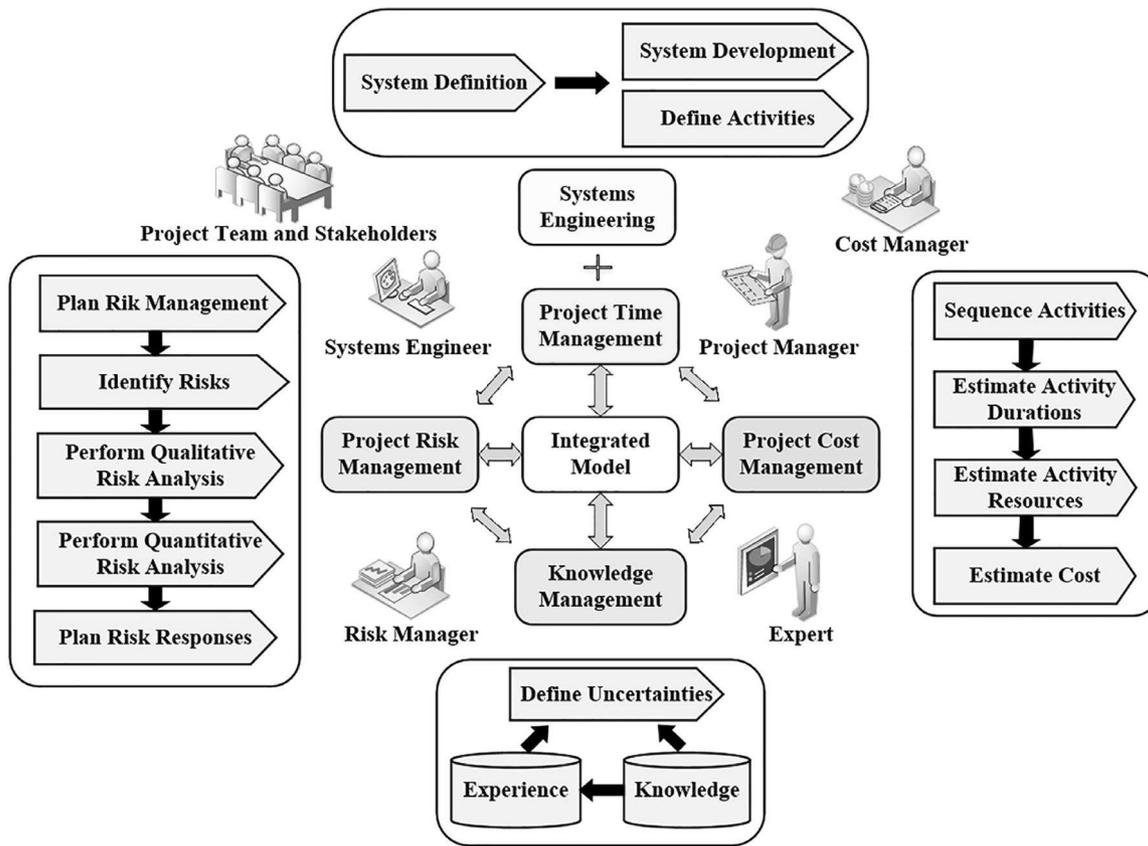 System Definition
System Development
Define Activities
Project Team and Stakeholders
Systems
Engineering
Cost Manager
Plan Rik Management
Identify Risks
Perform Qualitative
Risk Analysis
Perform Quantitative
Risk Analysis
Plan Risk Responses
Systems Engineer
Project Time
Management
Project Manager
Project Risk
Management
Integrated
Model
Project Cost
Management
Risk Manager
Knowledge
Management
Expert
Sequence Activities
Estimate Activity
Durations
Estimate Activity
Resources
Estimate Cost
Define Uncertainties
Experience
Knowledge